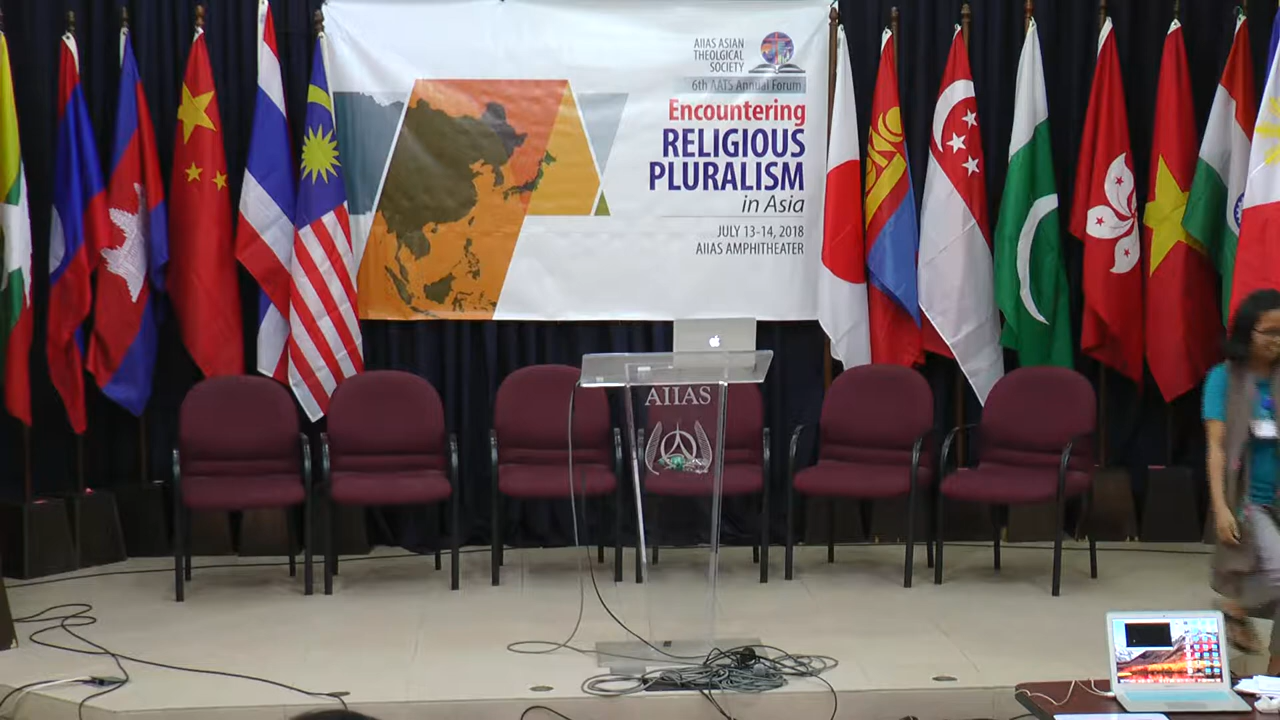 AIIAS ASIAN
THEOLGICAL
SOCIETY
6th AATS Annual Forum
Encountering
RELIGIOUS
PLURALISM
in Asia
JULY 13-14, 2018
AIIAS AMPHITHEATER
AIIAS